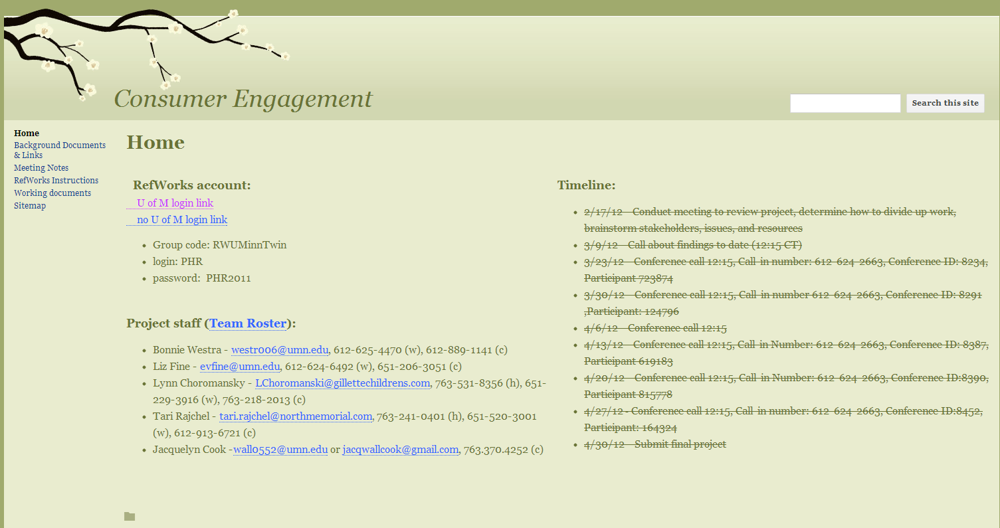 Consumer Engagement
Search this site
Home
Background Documents
& Links
Meeting Notes
RefWorks Instructions
Working documents
Sitemap
Home
RefWorks account:
U of M login link
no U of M login link
Group code: RWUMinnTwin
login: PHR
password:  PHR2011
Project staff (Team Roster):
Bonnie Westra - westr006@umn.edu, 612-625-4470 (w), 612-889-1141 (c)
Liz Fine - evfine@umn.edu, 612-624-6492 (w), 651-206-3051 (c)
Lynn Choromansky - LChoromanski@gillettechildrens.com, 763-531-8356 (h), 651-
229-3916 (w), 763-218-2013 (c)
Tari Rajchel - tari.rajchel@northmemorial.com, 763-241-0401 (h), 651-520-3001
(w), 612-913-6721 (c)
Jacquelyn Cook -wall0552@umn.edu or jacqwallcook@gmail.com, 763.370.4252 (c)
Timeline:
2/17/12 - Conduct meeting to review project, determine how to divide up work,
brainstorm stakeholders, issues, and resources
3/9/12 - Call about findings to date (12:15 CT)
3/23/12 - Conference call 12:15, Call-in number: 612-624-2663, Conference ID: 8234,
Participant 723874
3/30/12 - Conference call 12:15, Call-in number 612-624-2663, Conference ID: 8291
,Participant: 124796
4/6/12 - Conference call 12:15
4/13/12 - Conference call 12:15, Call-in Number: 612-624-2663, Conference ID: 8387,
Participant 619183
4/20/12 - Conference call 12:15, Call-in Number: 612-624-2663, Conference ID:8390,
Participant 815778
4/27/12 - Conference call 12:15, Call-in number: 612-624-2663, Conference ID:8452,
Participant: 164324
4/30/12 - Submit final project